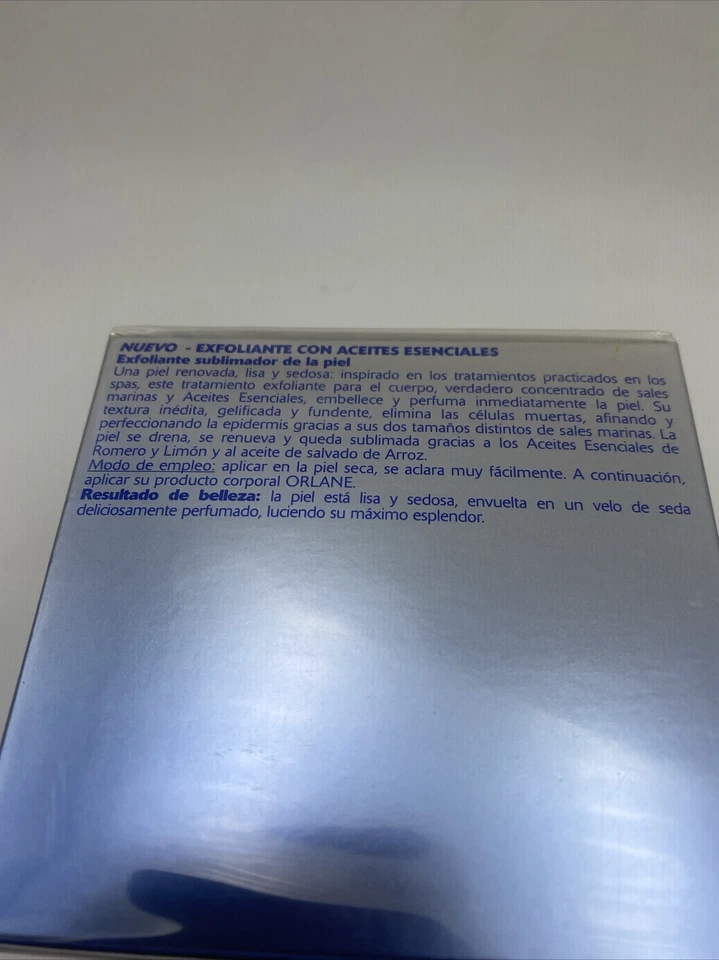 NUEVO - EXFOLIANTE CON ACEITES ESENCIALES
Exfoliante sublimador de la piel
Una piel renovada, lisa y sedosa: inspirado en los tratamientos practicados en los
spas, este tratamiento exfoliante para el cuerpo, verdadero concentrado de sales
marinas y Aceites Esenciales, embellece y perfuma inmediatamente la piel. Su
textura inédita, gelificada y fundente, elimina las células muertas, afinando y
perfeccionando la epidermis gracias a sus dos tamaños distintos de sales marinas. La
piel se drena, se renueva y queda sublimada gracias a los Aceites Esenciales de
Romero y Limón y al aceite de salvado de Arroz.
Modo de empleo: aplicar en la piel seca, se aclara muy fácilmente. A continuación,
aplicar su producto corporal ORLANE.
Resultado de belleza: la piel está lisa y sedosa, envuelta en un velo de seda
deliciosamente perfumado, luciendo su máximo esplendor.